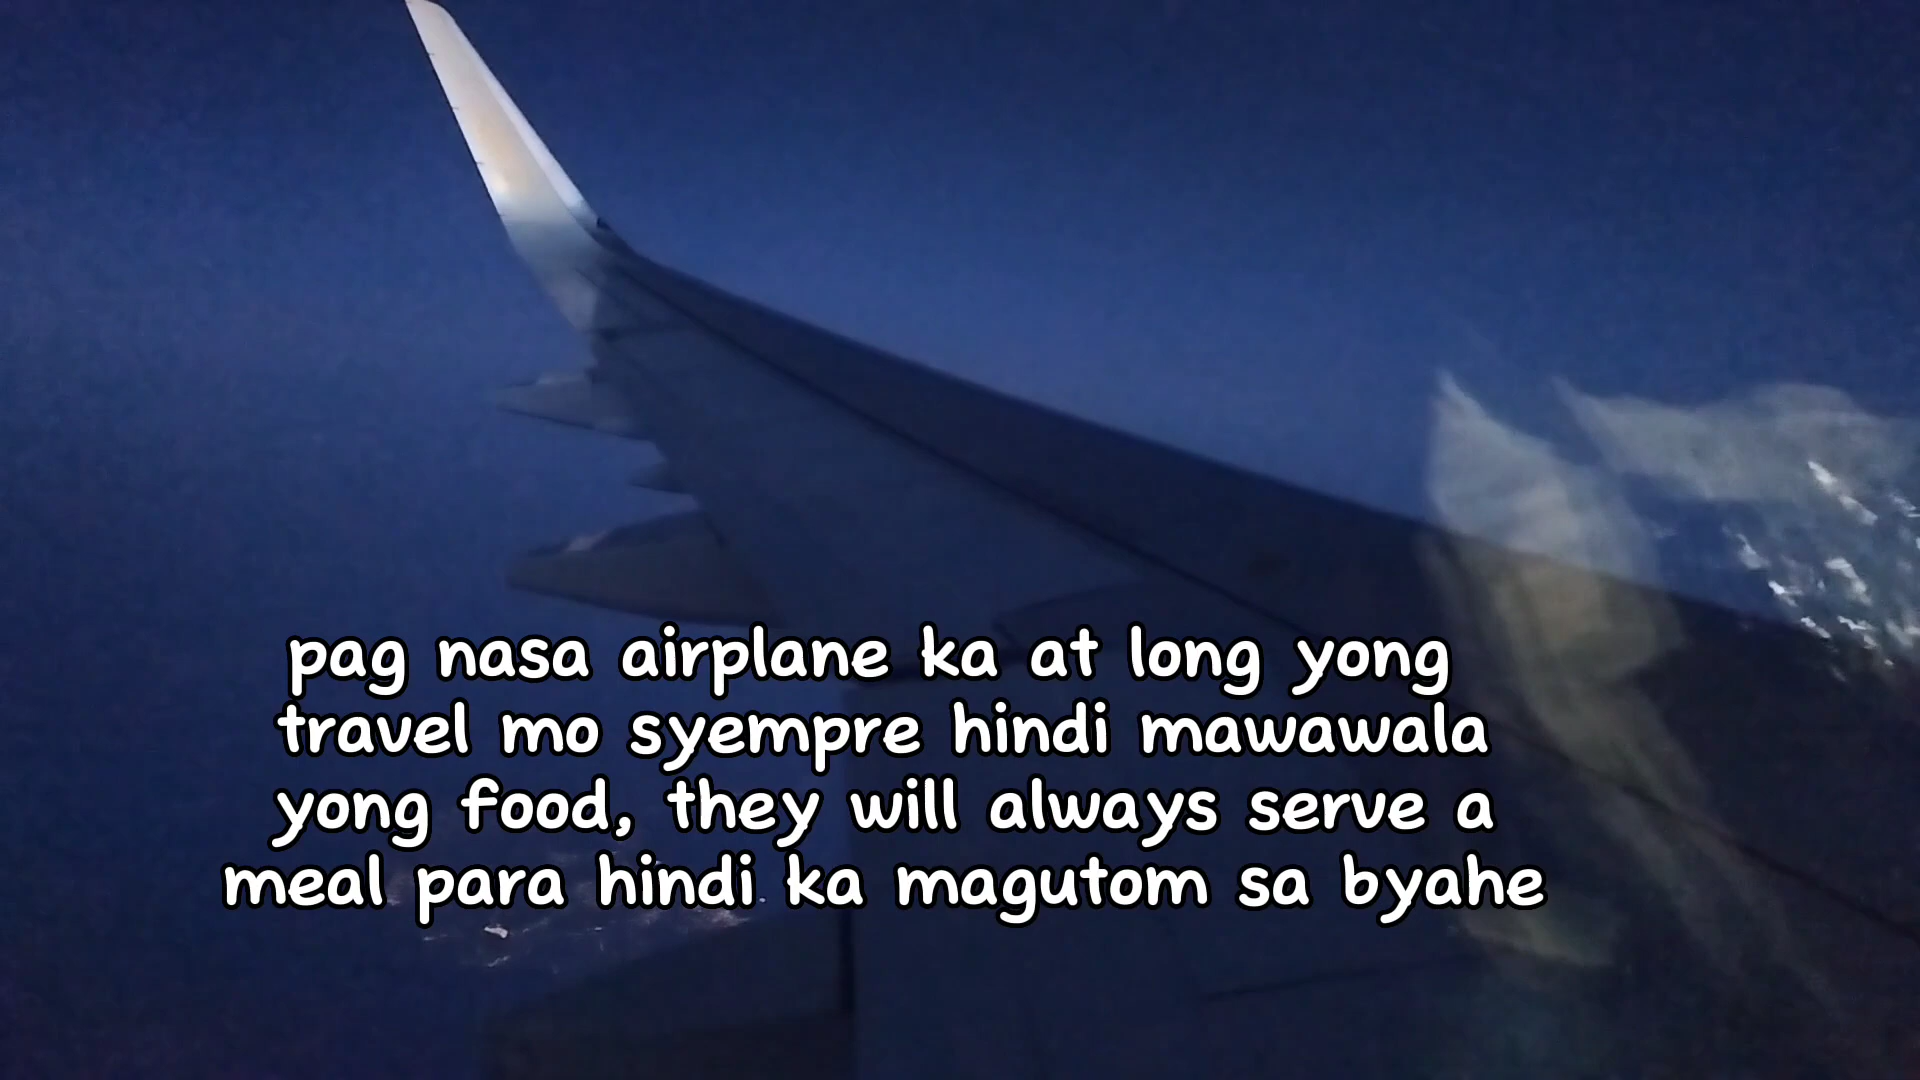 pag nasa airplane ka at long yong
travel mo syempre hindi mawawala
yong food, they will always serve a
meal para hindi ka magutom sa byahe